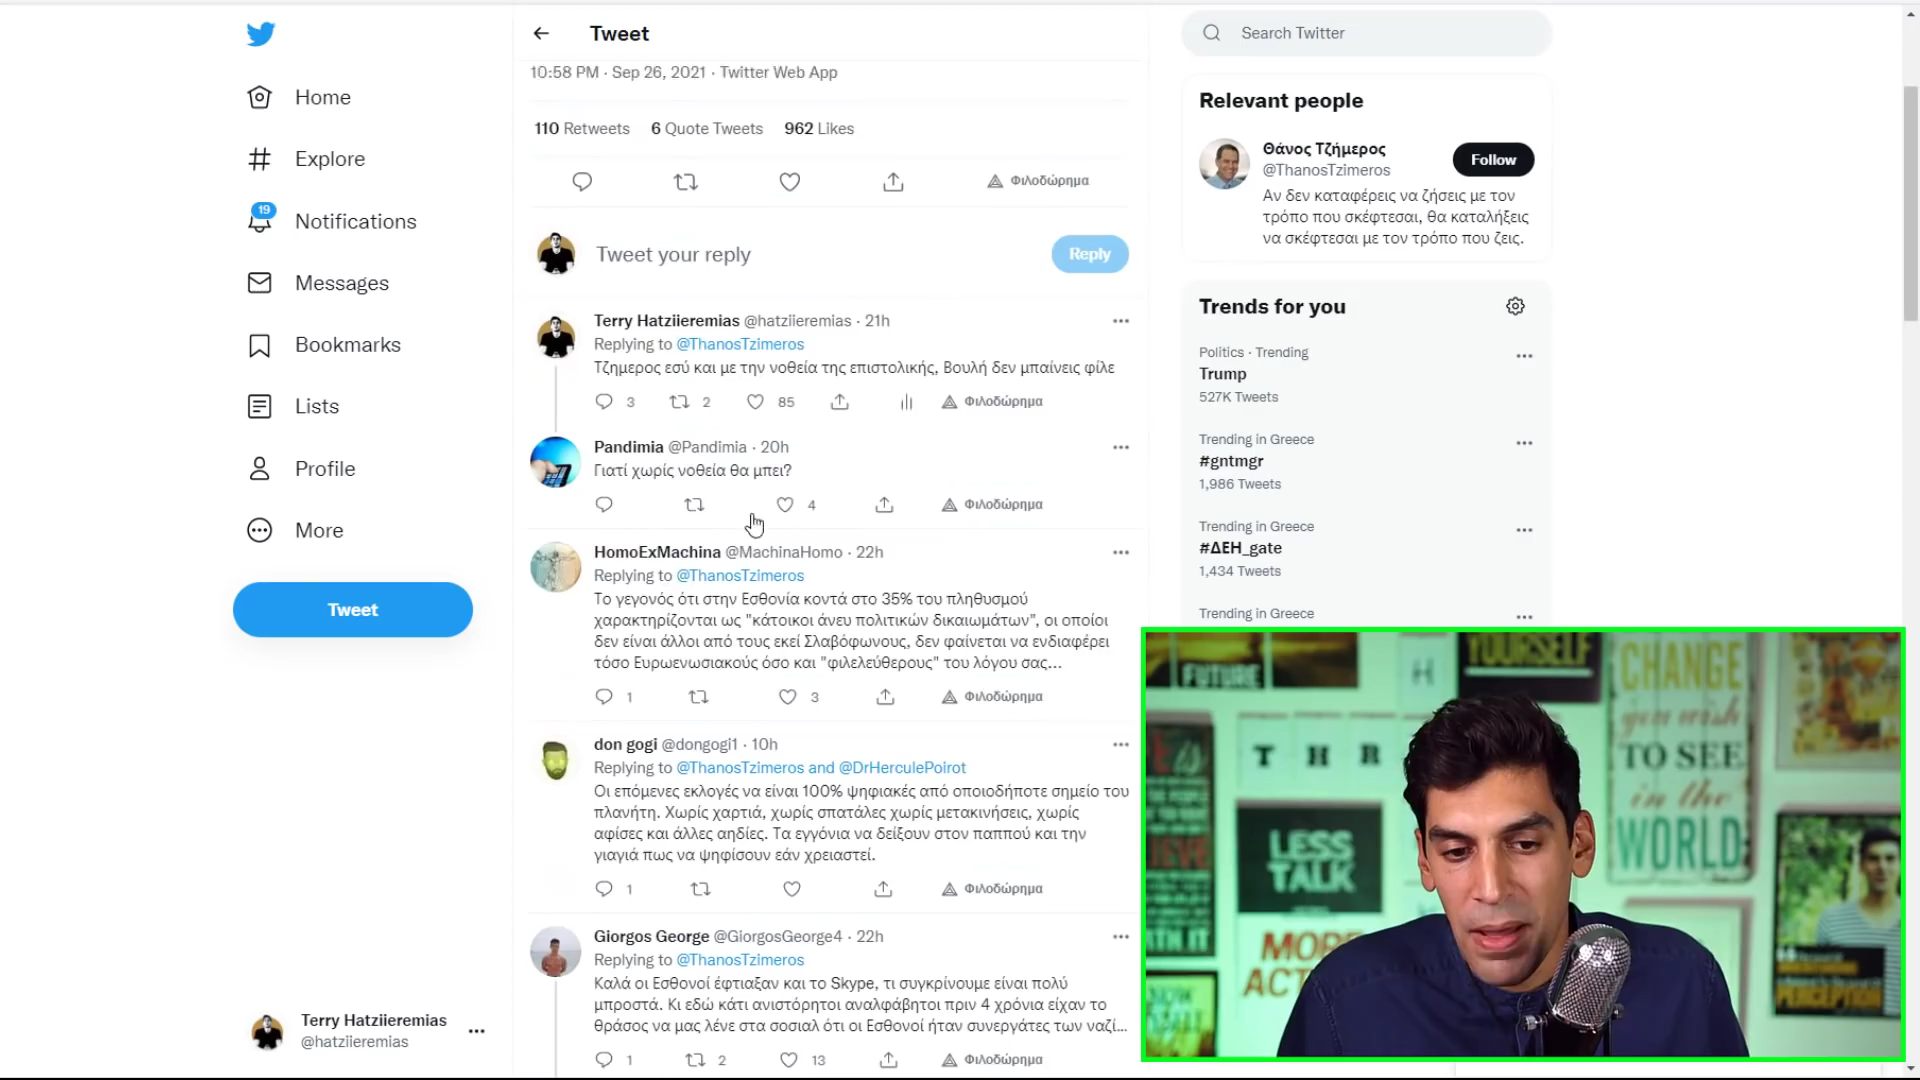 Home
Explore
19
Notifications
Messages
Bookmarks
Lists
Profile
More
Tweet
Terry Hatziieremias
@hatziieremias
Tweet
10:58 PM · Sep 26, 2021 · Twitter Web App
110 Retweets 6 Quote Tweets 962 Likes
Φιλοδώρημα
Tweet your reply
Reply
Terry Hatziieremias @hatziieremias · 21h
Replying to @ThanosTzimeros
Τζημερος εσύ και με την νοθεία της επιστολικής, Βουλή δεν μπαίνεις φίλε
3 2 85 Φιλοδώρημα
Pandimia @Pandimia · 20h
Γιατί χωρίς νοθεία θα μπει?
4 Φιλοδώρημα
HomoExMachina @MachinaHomo · 22h
Replying to @ThanosTzimeros
Το γεγονός ότι στην Εσθονία κοντά στο 35% του πληθυσμού
χαρακτηρίζονται ως "κάτοικοι άνευ πολιτικών δικαιωμάτων", οι οποίοι
δεν είναι άλλοι από τους εκεί Σλαβόφωνους, δεν φαίνεται να ενδιαφέρει
τόσο Ευρωενωσιακούς όσο και "φιλελεύθερους" του λόγου σας...
1 3 Φιλοδώρημα
don gogi @dongogi1 · 10h
Replying to @ThanosTzimeros and @DrHerculePoirot
Οι επόμενες εκλογές να είναι 100% ψηφιακές από οποιοδήποτε σημείο του
πλανήτη. Χωρίς χαρτιά, χωρίς σπατάλες χωρίς μετακινήσεις, χωρίς
αφίσες και άλλες αηδίες. Τα εγγόνια να δείξουν στον παππού και την
γιαγιά πως να ψηφίσουν εάν χρειαστεί.
1 Φιλοδώρημα
Giorgos George @GiorgosGeorge4 · 22h
Replying to @ThanosTzimeros
Καλά οι Εσθονοί έφτιαξαν και το Skype, τι συγκρίνουμε είναι πολύ
μπροστά. Κι εδώ κάτι ανιστόρητοι αναλφάβητοι πριν 4 χρόνια είχαν το
θράσος να μας λένε στα σοσιαλ ότι οι Εσθονοί ήταν συνεργάτες των ναζί...
1 2 13 Φιλοδώρημα
Search Twitter
Relevant people
Θάνος Τζήμερος
@ThanosTzimeros
Follow
Αν δεν καταφέρεις να ζήσεις με τον
τρόπο που σκέφτεσαι, θα καταλήξεις
να σκέφτεσαι με τον τρόπο που ζεις.
Trends for you
Politics · Trending
Trump
527K Tweets
Trending in Greece
#gntmgr
1,986 Tweets
Trending in Greece
#ΔΕΗ_gate
1,434 Tweets
Trending in Greece
FUTURE
H
YOURSELF
T H R
LESS
TALK
MORE
CHANGE
you wish
TO SEE
in the
WORLD
PERCEPTION